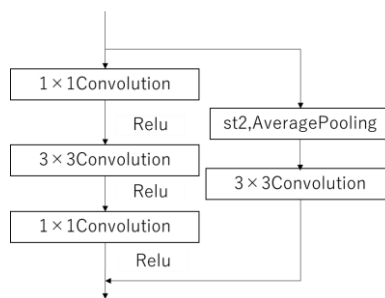 1×1Convolution
Relu
st2,AveragePooling
3×3Convolution
3×3Convolution
Relu
1×1Convolution
Relu